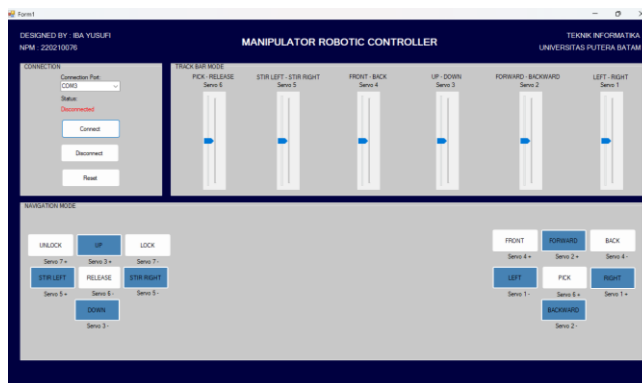 Form1
DESIGNED BY : IBA YUSUFI
NPM : 220210076
MANIPULATOR ROBOTIC CONTROLLER
TEKNIK INFORMATIKA
UNIVERSITAS PUTERA BATAM
CONNECTION
Connection Port:
COM3
Status:
Disconnected
Connect
Disconnect
Reset
TRACK BAR MODE
PICK - RELEASE
Servo 6
STIR LEFT - STIR RIGHT
Servo 5
FRONT - BACK
Servo 4
UP - DOWN
Servo 3
FORWARD - BACKWARD
Servo 2
LEFT - RIGHT
Servo 1
NAVIGATION MODE
UNLOCK UP LOCK
Servo 7 + Servo 3 + Servo 7 -
STIR LEFT RELEASE STIR RIGHT
Servo 5 + Servo 6 - Servo 5 -
DOWN
Servo 3 -
FRONT FORWARD BACK
Servo 4 + Servo 2 + Servo 4 -
LEFT PICK RIGHT
Servo 1 - Servo 6 + Servo 1 +
BACKWARD
Servo 2 -